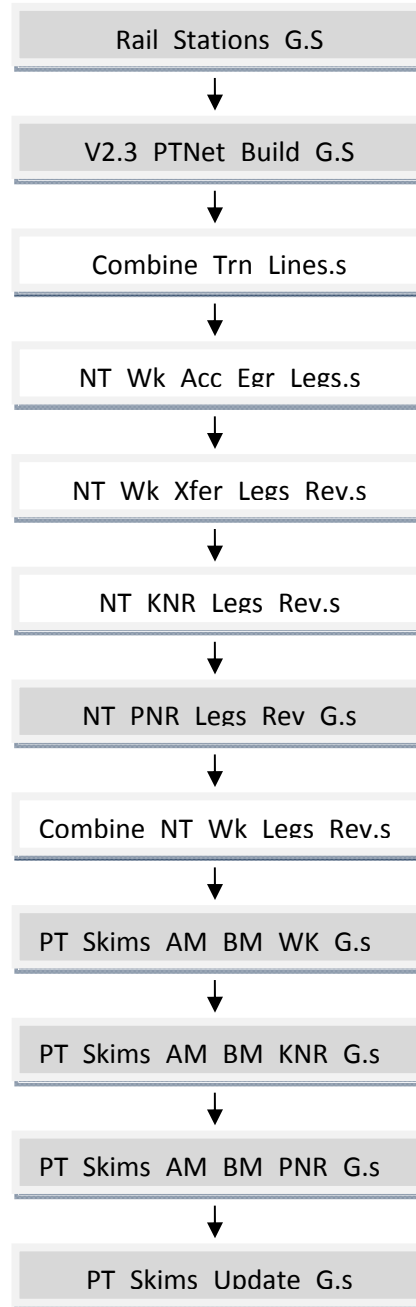 Rail Stations G.S
V2.3 PTNet Build G.S
Combine Trn Lines.s
NT Wk Acc Egr Legs.s
NT Wk Xfer Legs Rev.s
NT KNR Legs Rev.s
NT PNR Legs Rev G.s
Combine NT Wk Legs Rev.s
PT Skims AM BM WK G.s
PT Skims AM BM KNR G.s
PT Skims AM BM PNR G.s
PT Skims Update G.s